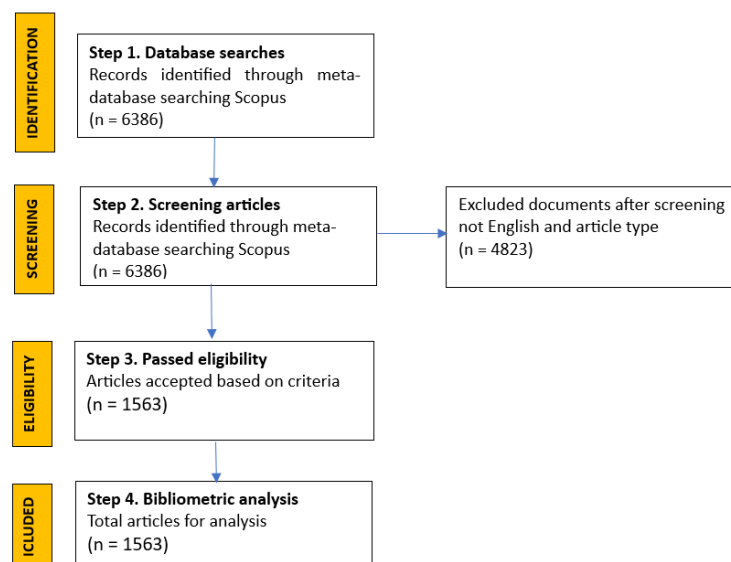 IDENTIFICATION
Step 1. Database searches
Records identified through meta-
database searching Scopus
(n = 6386)
SCREENING
Step 2. Screening articles
Records identified through meta-
database searching Scopus
(n = 6386)
Excluded documents after screening
not English and article type
(n = 4823)
ELIGIBILITY
Step 3. Passed eligibility
Articles accepted based on criteria
(n = 1563)
ICLUDED
Step 4. Bibliometric analysis
Total articles for analysis
(n = 1563)